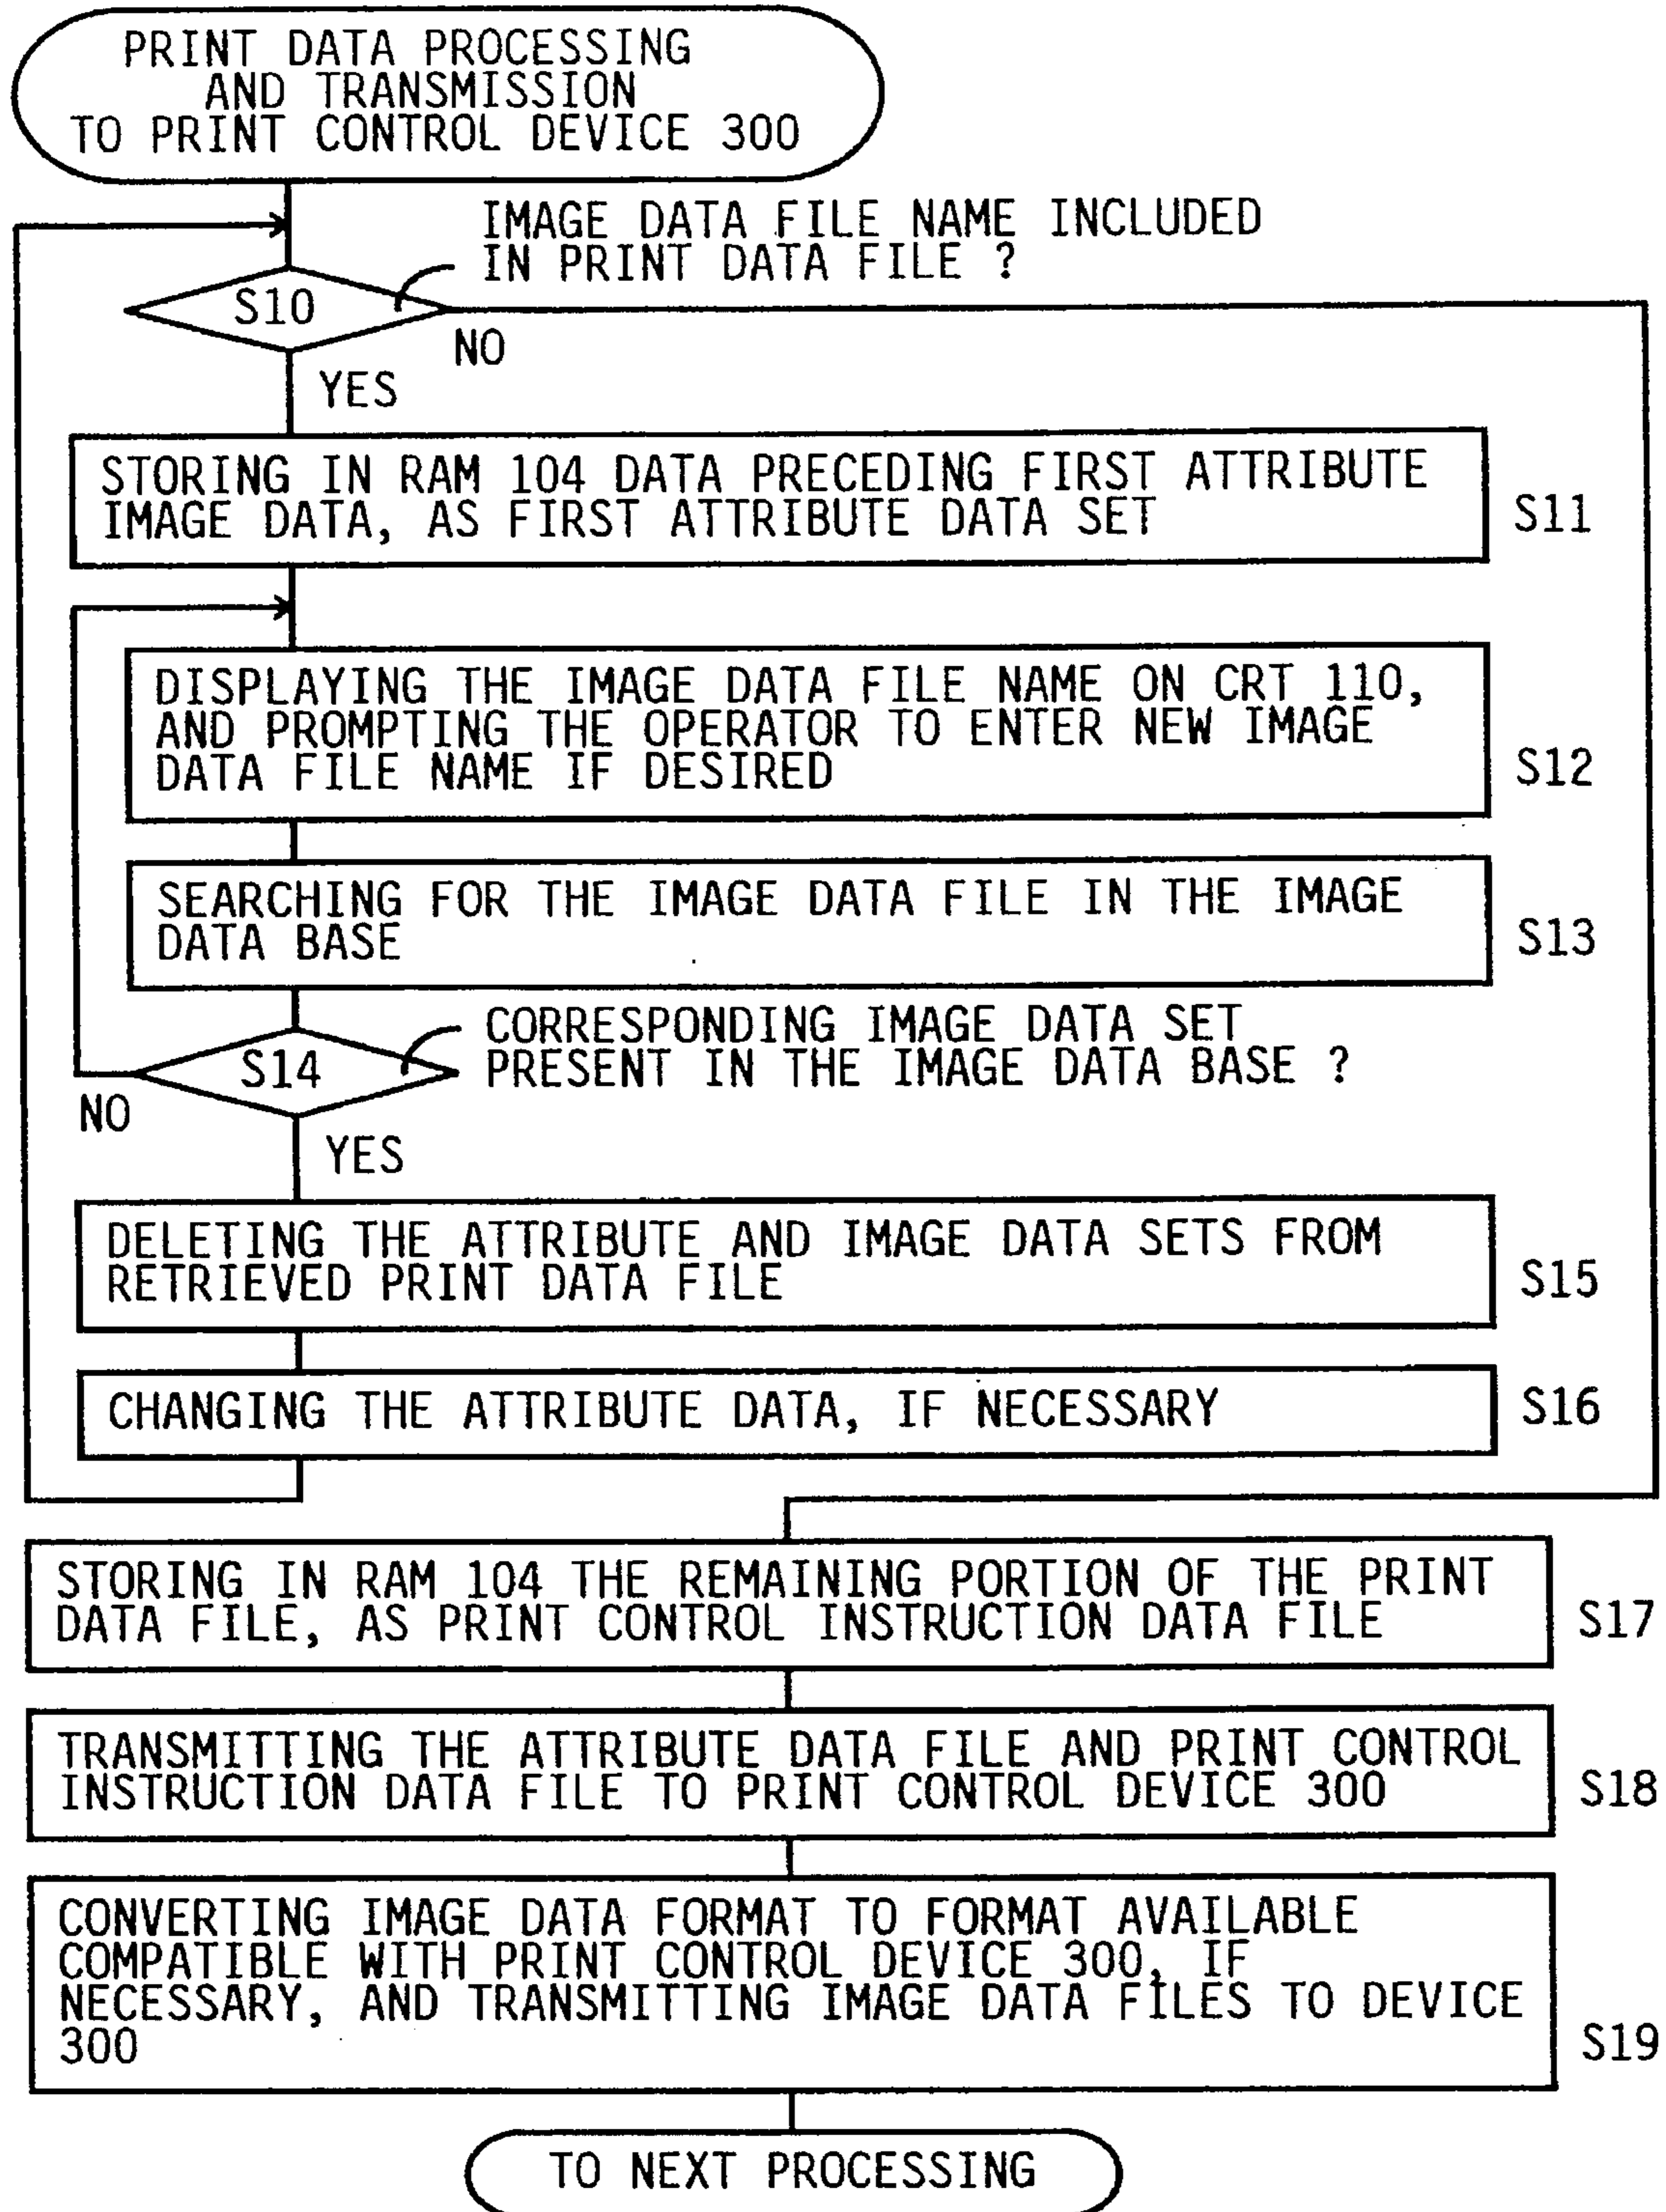 PRINT DATA PROCESSING
AND TRANSMISSION
TO PRINT CONTROL DEVICE 300
IMAGE DATA FILE NAME INCLUDED
IN PRINT DATA FILE ?
S10
NO
YES
STORING IN RAM 104 DATA PRECEDING FIRST ATTRIBUTE
IMAGE DATA, AS FIRST ATTRIBUTE DATA SET
S11
DISPLAYING THE IMAGE DATA FILE NAME ON CRT 110,
AND PROMPTING THE OPERATOR TO ENTER NEW IMAGE
DATA FILE NAME IF DESIRED
S12
SEARCHING FOR THE IMAGE DATA FILE IN THE IMAGE
DATA BASE
S13
CORRESPONDING IMAGE DATA SET
PRESENT IN THE IMAGE DATA BASE ?
S14
NO
YES
DELETING THE ATTRIBUTE AND IMAGE DATA SETS FROM
RETRIEVED PRINT DATA FILE
S15
CHANGING THE ATTRIBUTE DATA, IF NECESSARY
S16
STORING IN RAM 104 THE REMAINING PORTION OF THE PRINT
DATA FILE, AS PRINT CONTROL INSTRUCTION DATA FILE
S17
TRANSMITTING THE ATTRIBUTE DATA FILE AND PRINT CONTROL
INSTRUCTION DATA FILE TO PRINT CONTROL DEVICE 300
S18
CONVERTING IMAGE DATA FORMAT TO FORMAT AVAILABLE
COMPATIBLE WITH PRINT CONTROL DEVICE 300, IF
NECESSARY, AND TRANSMITTING IMAGE DATA FILES TO DEVICE
300
S19
TO NEXT PROCESSING